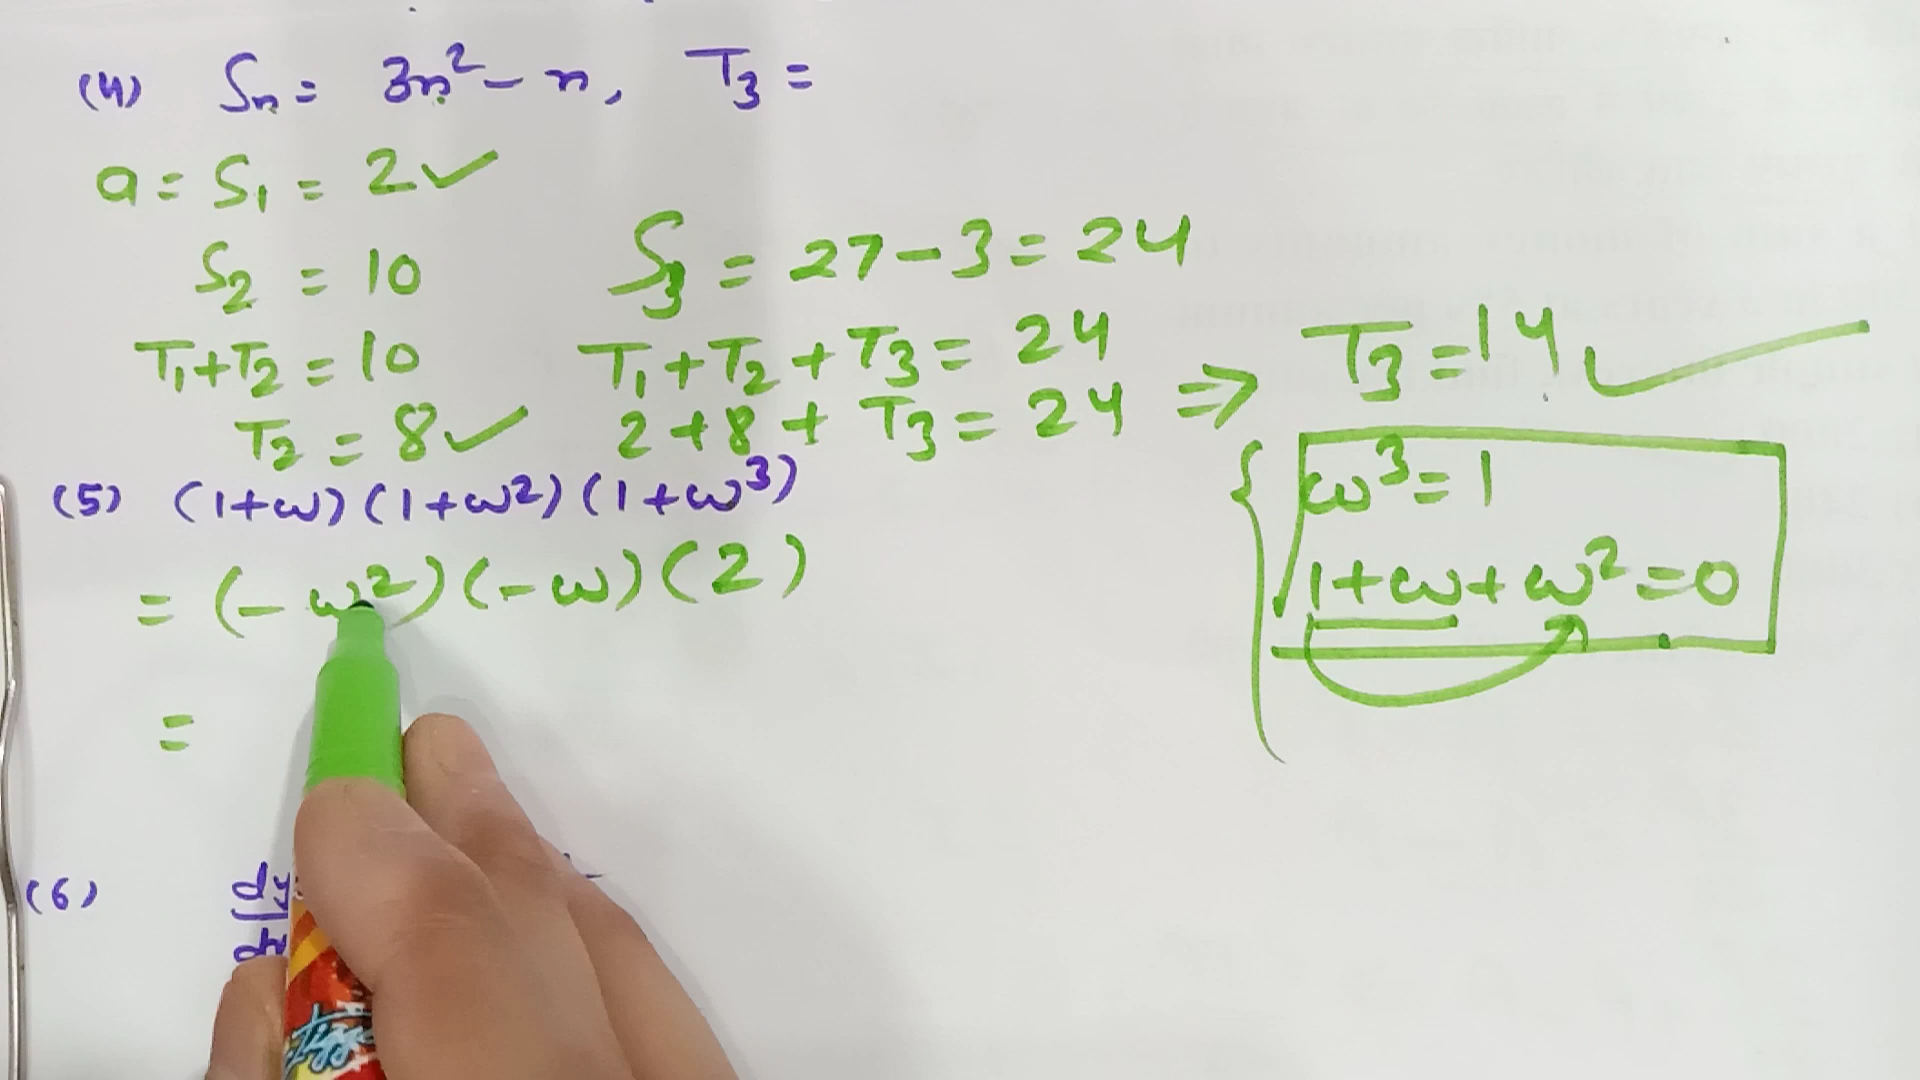 (4) Sn = 3n² - n, T3 =
a = S1 = 2 ✓
S2 = 10 S3 = 27 - 3 = 24
T1 + T2 = 10 T1 + T2 + T3 = 24
T2 = 8 ✓ 2 + 8 + T3 = 24 ⇒ T3 = 14 ✓
(5) (1+ω)(1+ω²)(1+ω³)
= (-ω²)(-ω)(2)
=
{ ω³ = 1
1+ω+ω² = 0
(6) dy